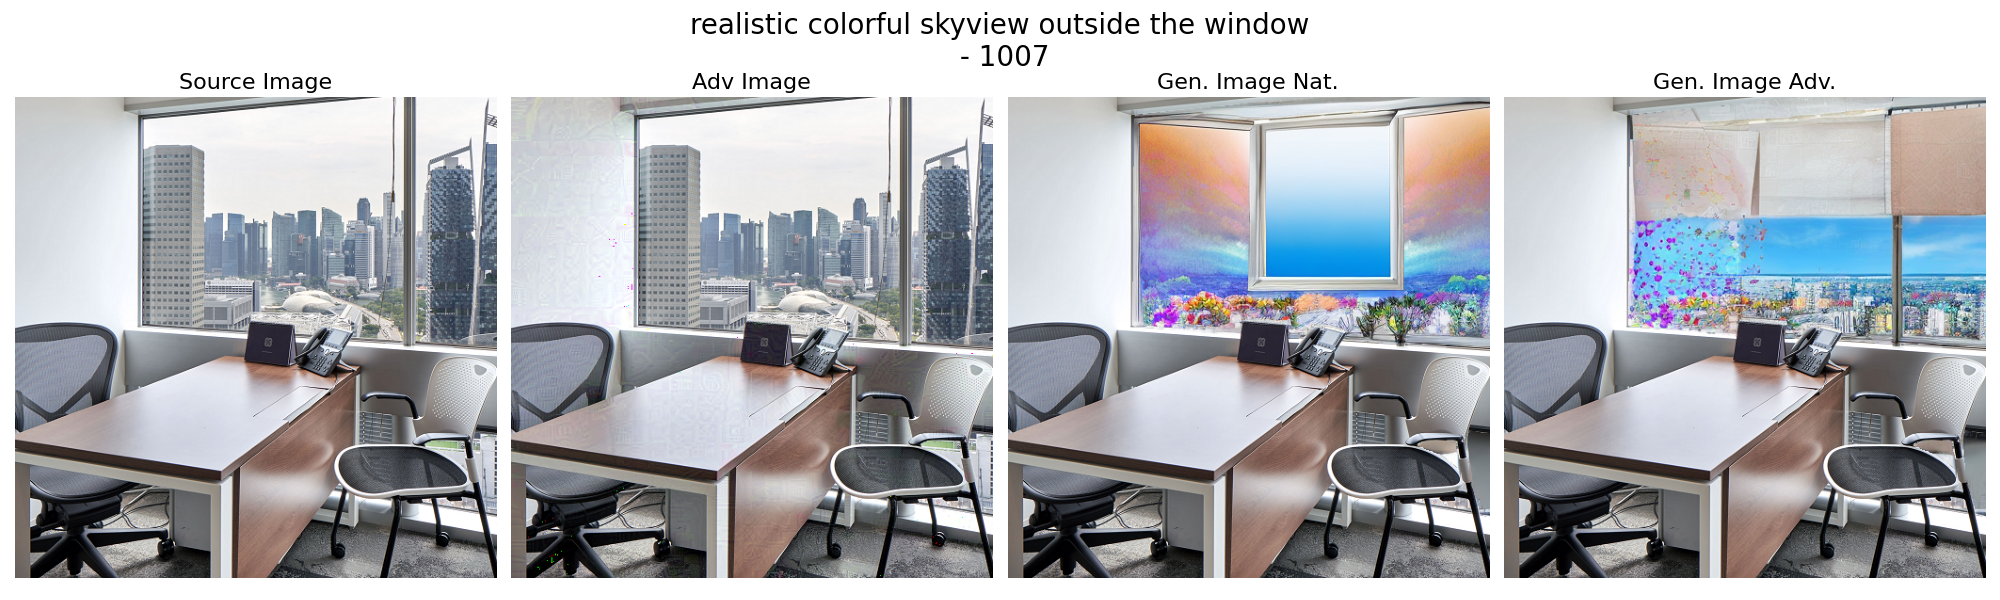 realistic colorful skyview outside the window
- 1007
Source Image
Adv Image
Gen. Image Nat.
Gen. Image Adv.